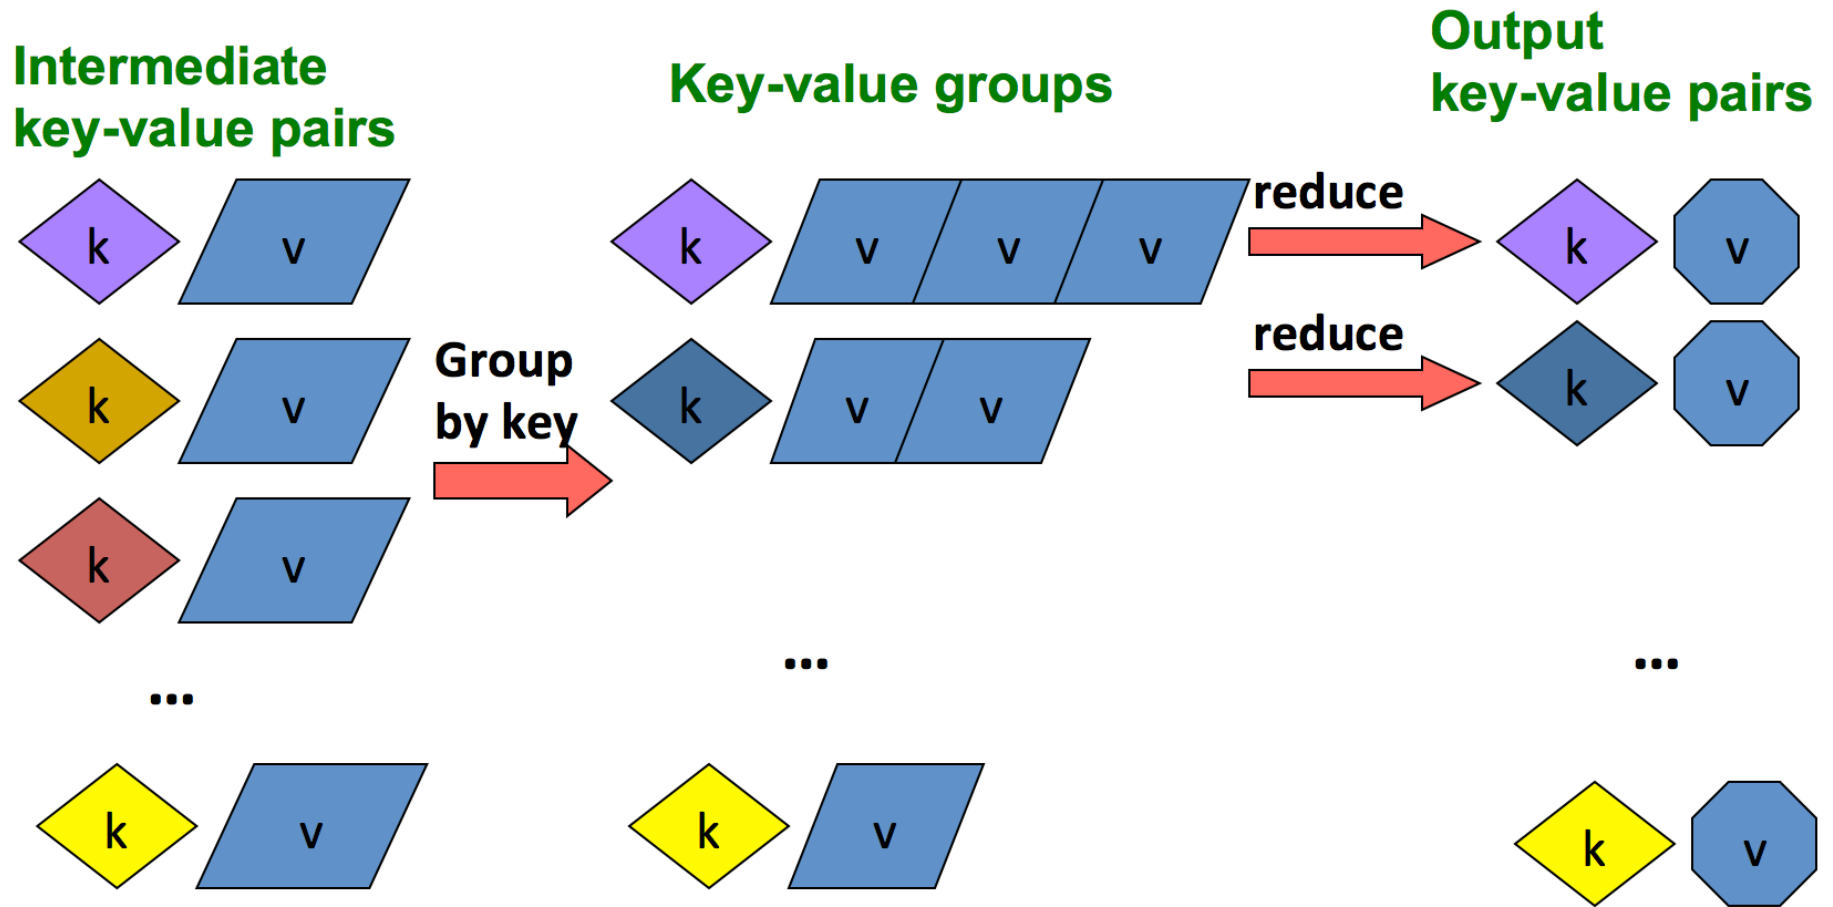 Intermediate
key-value pairs
Key-value groups
Output
key-value pairs
k v
k v v v
reduce
k v
k v
Group
by key
k v v
reduce
k v
k v
...
...
...
k v
k v
k v